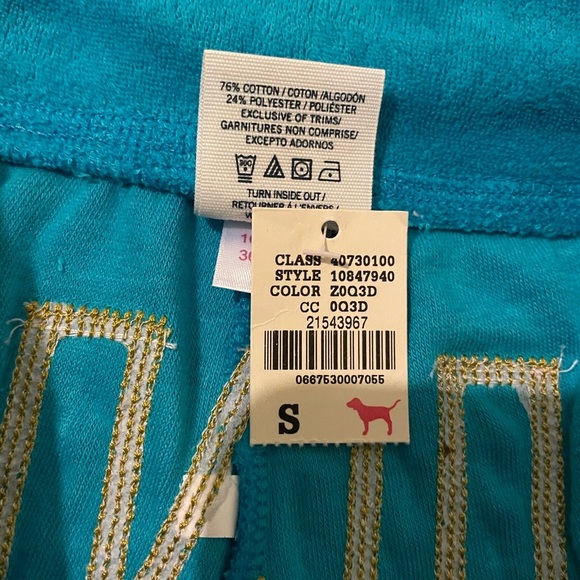 76% COTTON / COTON /ALGODÓN
24% POLYESTER / POLIÉSTER
EXCLUSIVE OF TRIMS/
GARNITURES NON COMPRISE/
EXCEPTO ADORNOS
TURN INSIDE OUT /
RETOURNER À L'ENVERS /
CLASS 40730100
STYLE 10847940
COLOR Z0Q3D
CC 0Q3D
21543967
0667530007055
S